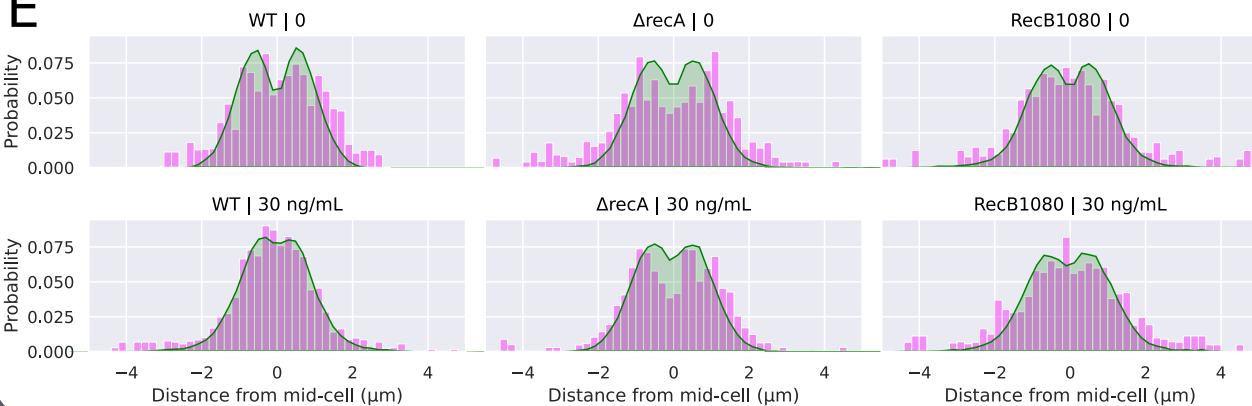 E
WT | 0
ΔrecA | 0
RecB1080 | 0
Probability
0.075
0.050
0.025
0.000
WT | 30 ng/mL
ΔrecA | 30 ng/mL
RecB1080 | 30 ng/mL
Probability
0.075
0.050
0.025
0.000
−4 −2 0 2 4
−4 −2 0 2 4
−4 −2 0 2 4
Distance from mid-cell (µm)
Distance from mid-cell (µm)
Distance from mid-cell (µm)